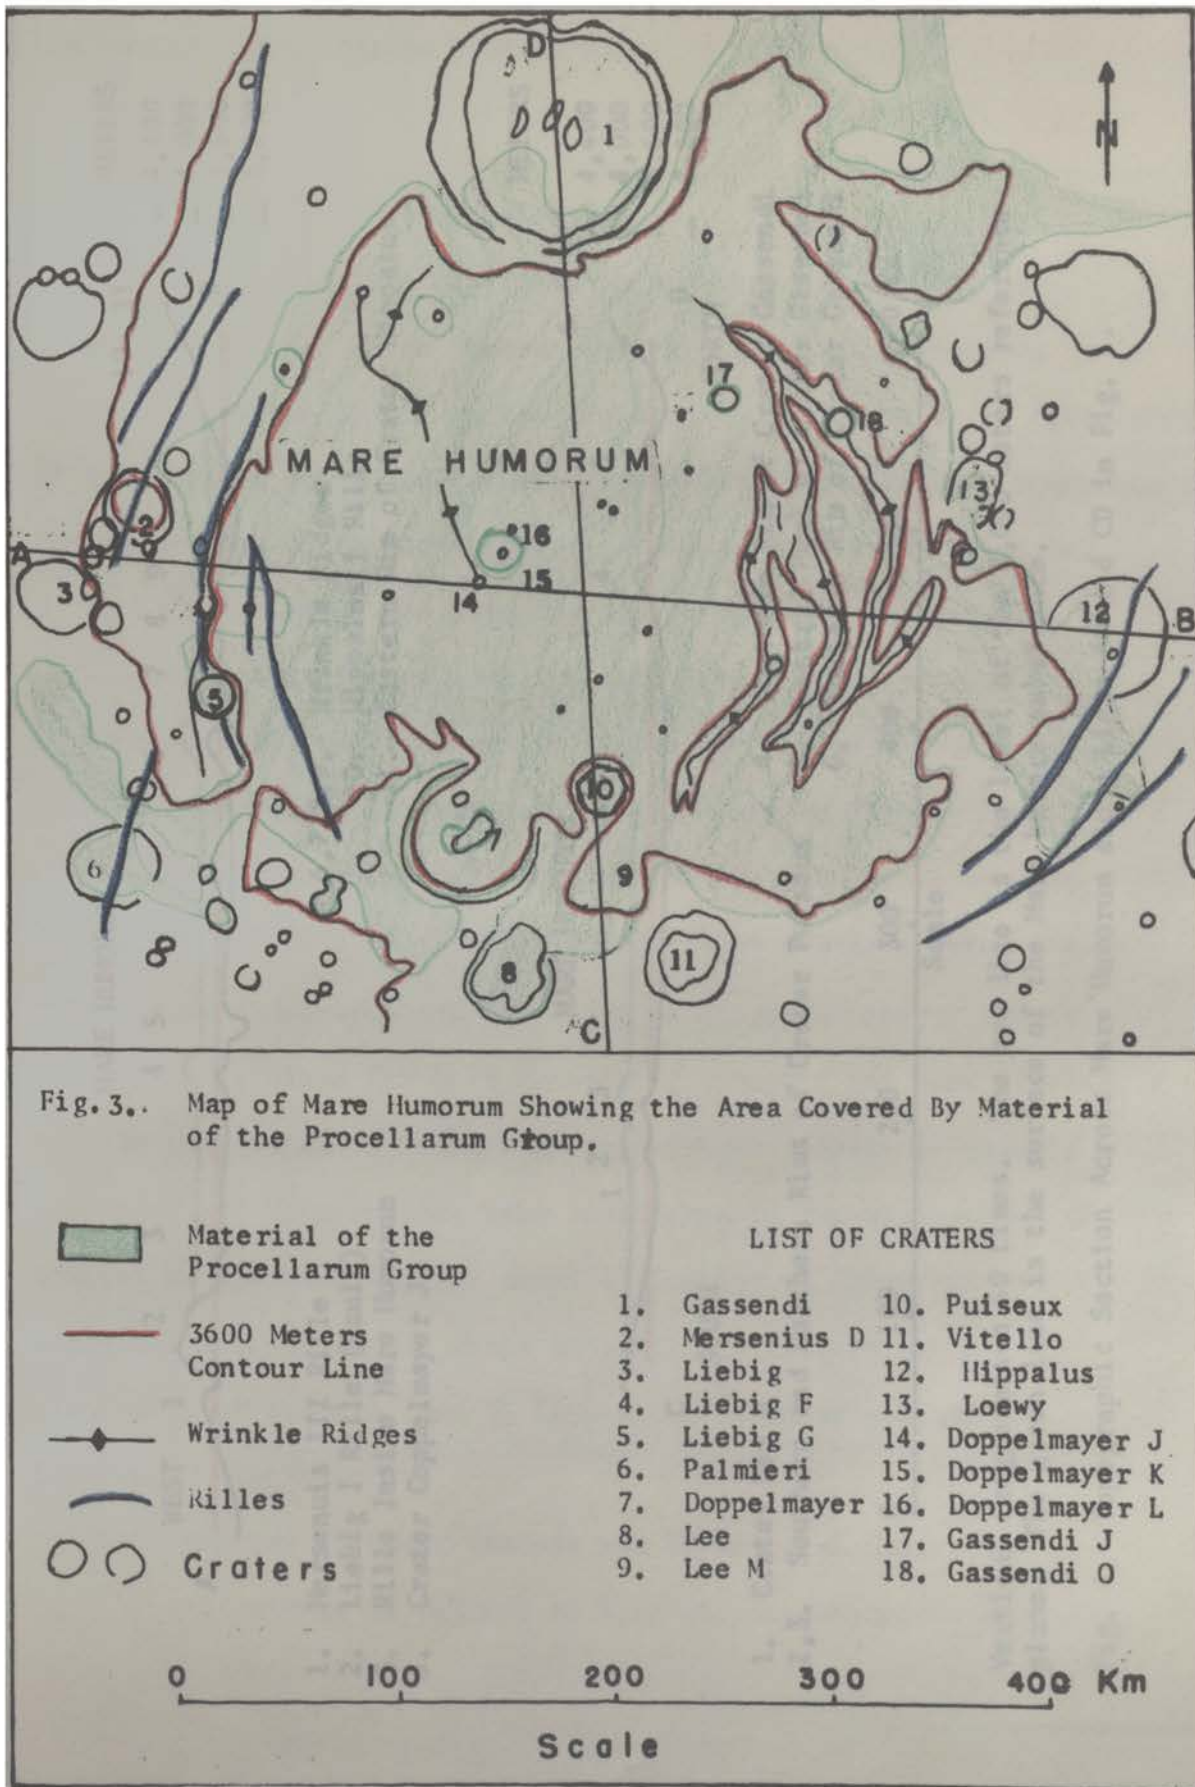 D
1
N
17
18
MARE HUMORUM
13
2
16
A
3
15
14
12
B
5
10
7
6
9
8
11
C
Fig. 3.. Map of Mare Humorum Showing the Area Covered By Material
of the Procellarum Group.
Material of the
Procellarum Group
3600 Meters
Contour Line
Wrinkle Ridges
Rilles
Craters
LIST OF CRATERS
1. Gassendi
2. Mersenius D
3. Liebig
4. Liebig F
5. Liebig G
6. Palmieri
7. Doppelmayer
8. Lee
9. Lee M
10. Puiseux
11. Vitello
12. Hippalus
13. Loewy
14. Doppelmayer J
15. Doppelmayer K
16. Doppelmayer L
17. Gassendi J
18. Gassendi O
0 100 200 300 400 Km
Scale